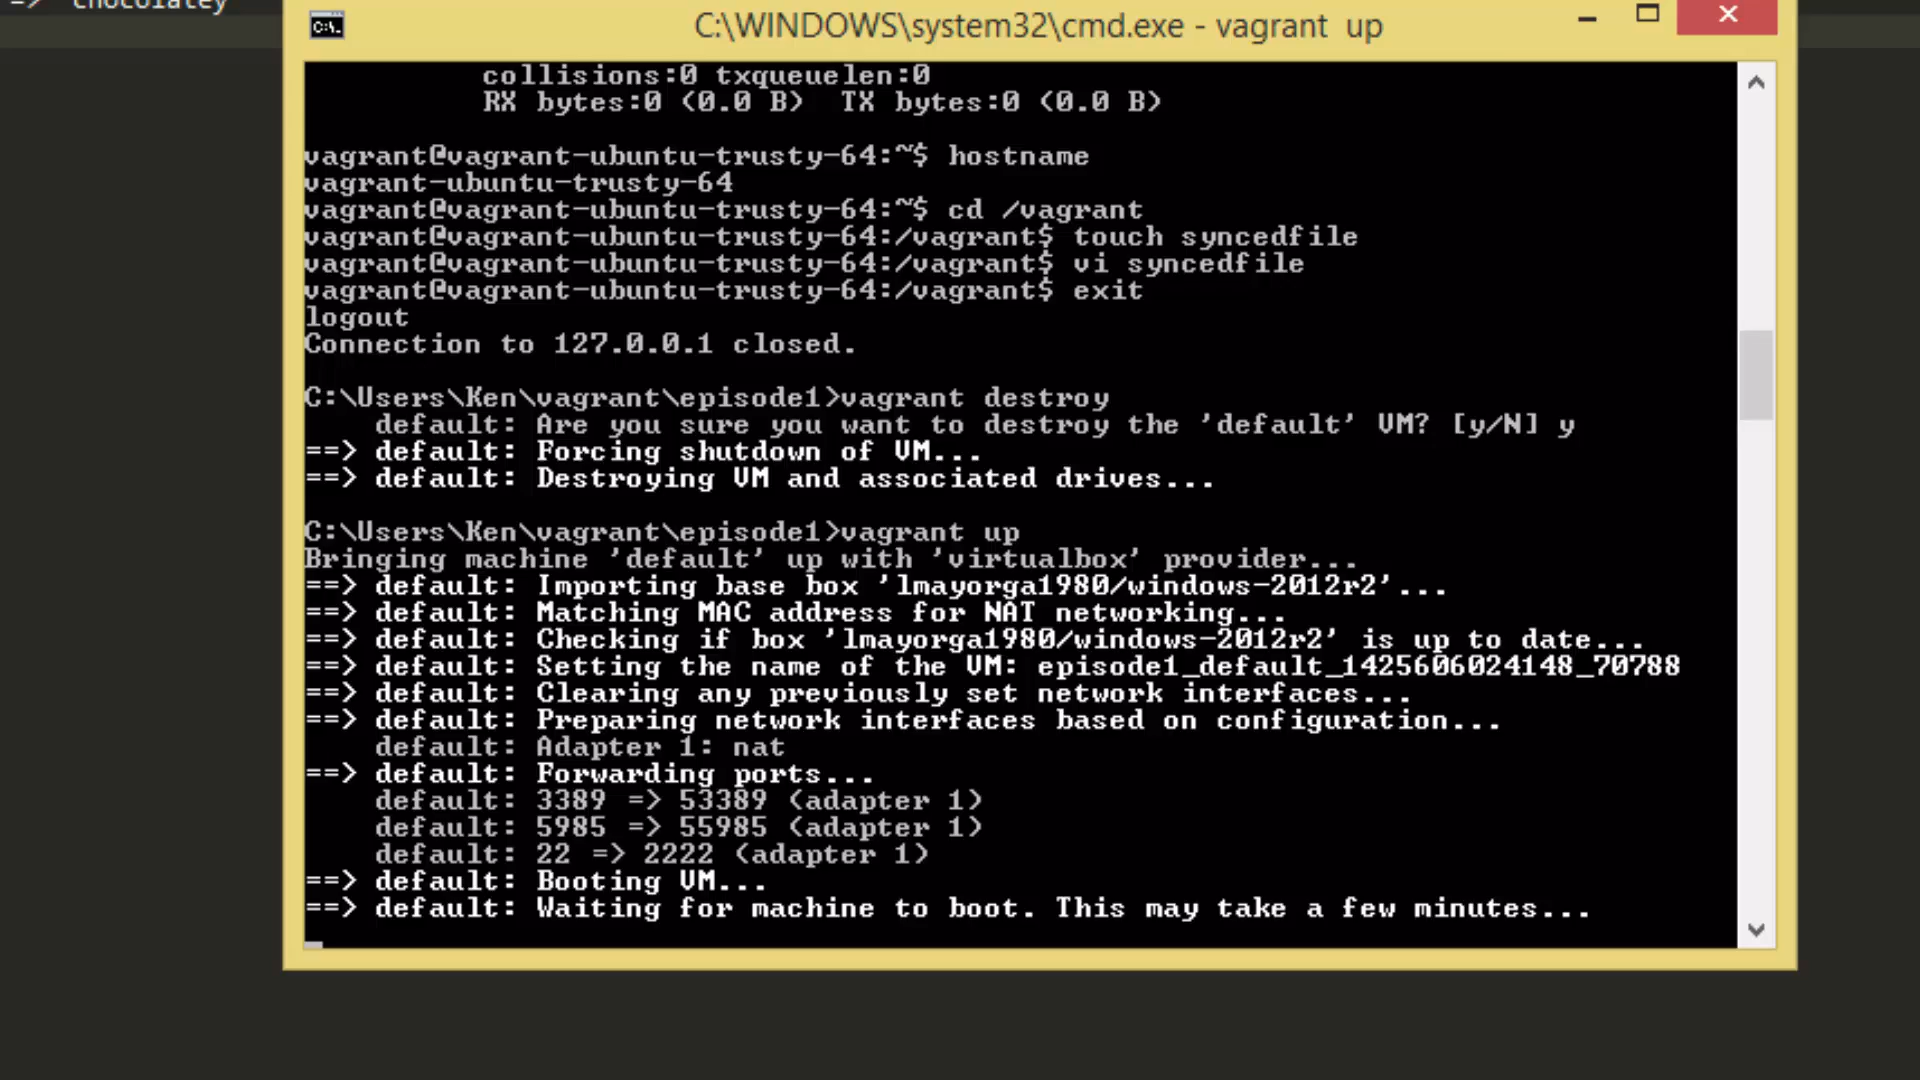 => chocolatey
C:\WINDOWS\system32\cmd.exe - vagrant up
collisions:0 txqueuelen:0
RX bytes:0 (0.0 B) TX bytes:0 (0.0 B)
vagrant@vagrant-ubuntu-trusty-64:~$ hostname
vagrant-ubuntu-trusty-64
vagrant@vagrant-ubuntu-trusty-64:~$ cd /vagrant
vagrant@vagrant-ubuntu-trusty-64:/vagrant$ touch syncedfile
vagrant@vagrant-ubuntu-trusty-64:/vagrant$ vi syncedfile
vagrant@vagrant-ubuntu-trusty-64:/vagrant$ exit
logout
Connection to 127.0.0.1 closed.
C:\Users\Ken\vagrant\episode1>vagrant destroy
default: Are you sure you want to destroy the 'default' VM? [y/N] y
==> default: Forcing shutdown of VM...
==> default: Destroying VM and associated drives...
C:\Users\Ken\vagrant\episode1>vagrant up
Bringing machine 'default' up with 'virtualbox' provider...
==> default: Importing base box 'lmayorga1980/windows-2012r2'...
==> default: Matching MAC address for NAT networking...
==> default: Checking if box 'lmayorga1980/windows-2012r2' is up to date...
==> default: Setting the name of the VM: episode1_default_1425606024148_70788
==> default: Clearing any previously set network interfaces...
==> default: Preparing network interfaces based on configuration...
default: Adapter 1: nat
==> default: Forwarding ports...
default: 3389 => 53389 (adapter 1)
default: 5985 => 55985 (adapter 1)
default: 22 => 2222 (adapter 1)
==> default: Booting VM...
==> default: Waiting for machine to boot. This may take a few minutes...